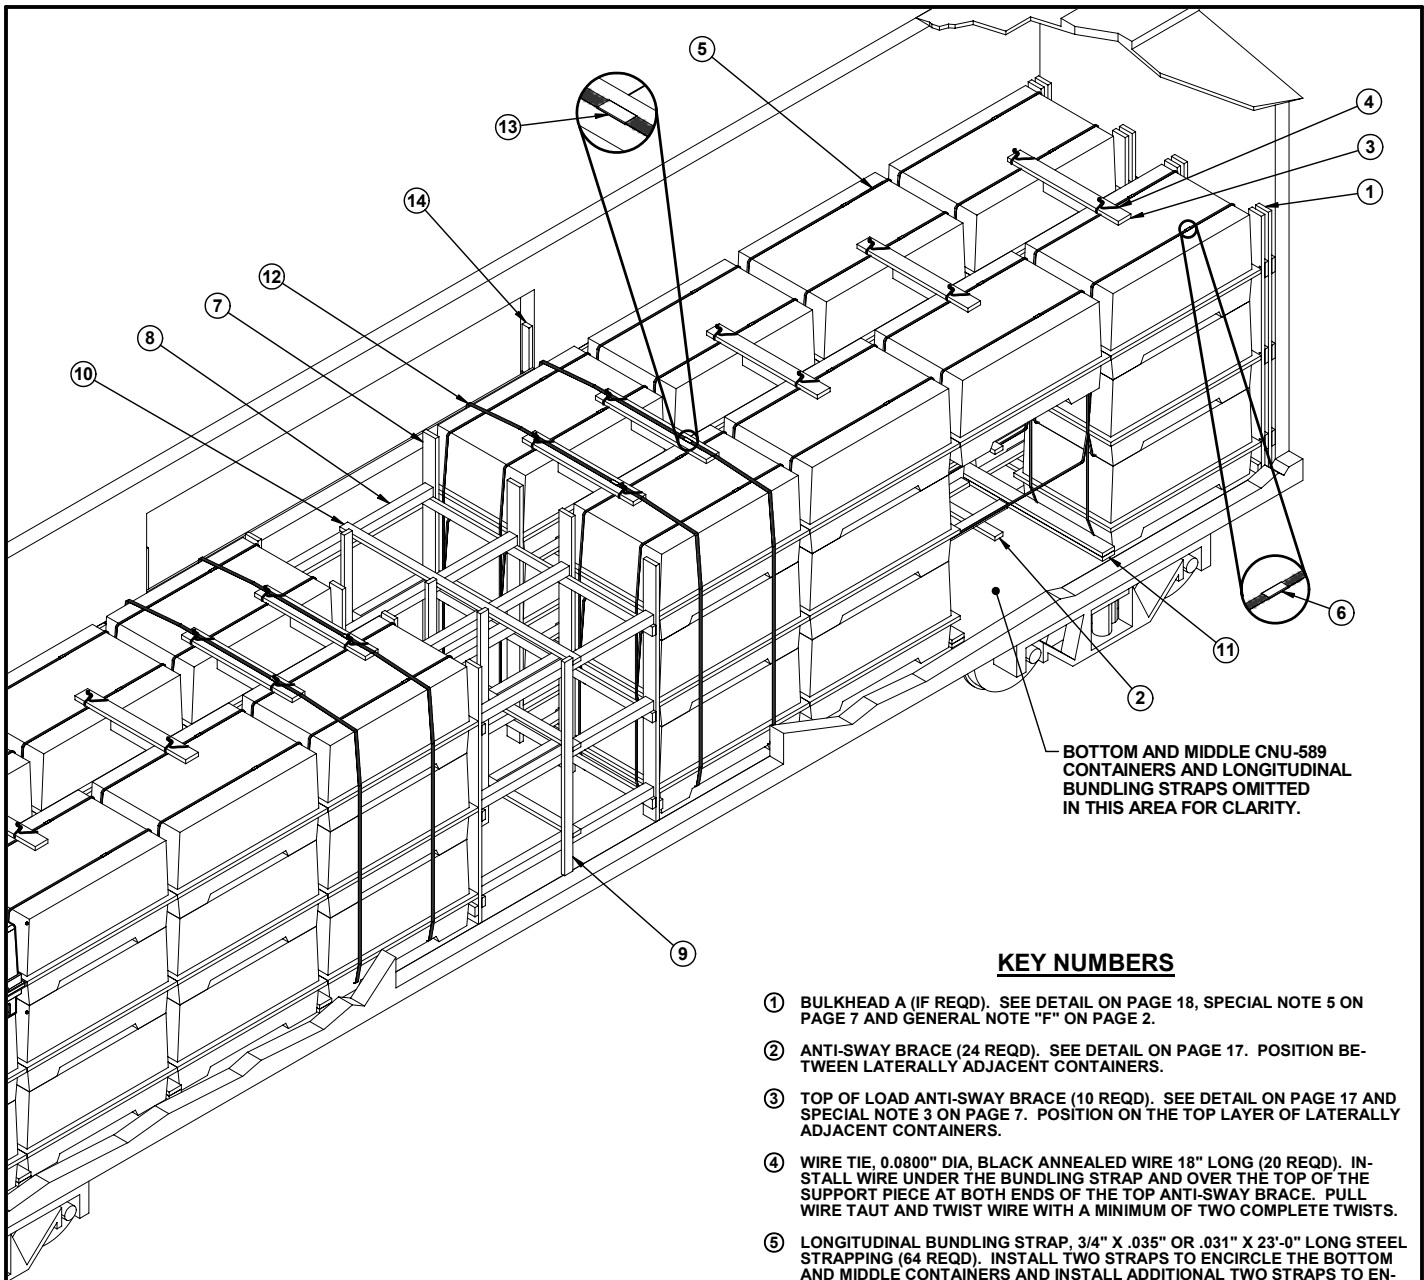 5
4
13
3
1
14
12
7
8
10
6
11
2
BOTTOM AND MIDDLE CNU-589
CONTAINERS AND LONGITUDINAL
BUNDLING STRAPS OMITTED
IN THIS AREA FOR CLARITY.
9
KEY NUMBERS
1 BULKHEAD A (IF REQD). SEE DETAIL ON PAGE 18, SPECIAL NOTE 5 ON
PAGE 7 AND GENERAL NOTE "F" ON PAGE 2.
2 ANTI-SWAY BRACE (24 REQD). SEE DETAIL ON PAGE 17. POSITION BE-
TWEEN LATERALLY ADJACENT CONTAINERS.
3 TOP OF LOAD ANTI-SWAY BRACE (10 REQD). SEE DETAIL ON PAGE 17 AND
SPECIAL NOTE 3 ON PAGE 7. POSITION ON THE TOP LAYER OF LATERALLY
ADJACENT CONTAINERS.
4 WIRE TIE, 0.0800" DIA, BLACK ANNEALED WIRE 18" LONG (20 REQD). IN-
STALL WIRE UNDER THE BUNDLING STRAP AND OVER THE TOP OF THE
SUPPORT PIECE AT BOTH ENDS OF THE TOP ANTI-SWAY BRACE. PULL
WIRE TAUT AND TWIST WIRE WITH A MINIMUM OF TWO COMPLETE TWISTS.
5 LONGITUDINAL BUNDLING STRAP, 3/4" X .035" OR .031" X 23'-0" LONG STEEL
STRAPPING (64 REQD). INSTALL TWO STRAPS TO ENCIRCLE THE BOTTOM
AND MIDDLE CONTAINERS AND INSTALL ADDITIONAL TWO STRAPS TO EN-